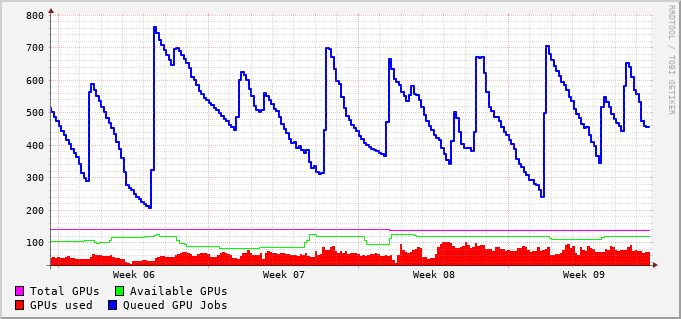 RRDTOOL / TOBI OETIKER
800
700
600
500
400
300
200
100
Week 06 Week 07 Week 08 Week 09
Total GPUs Available GPUs
GPUs used Queued GPU Jobs